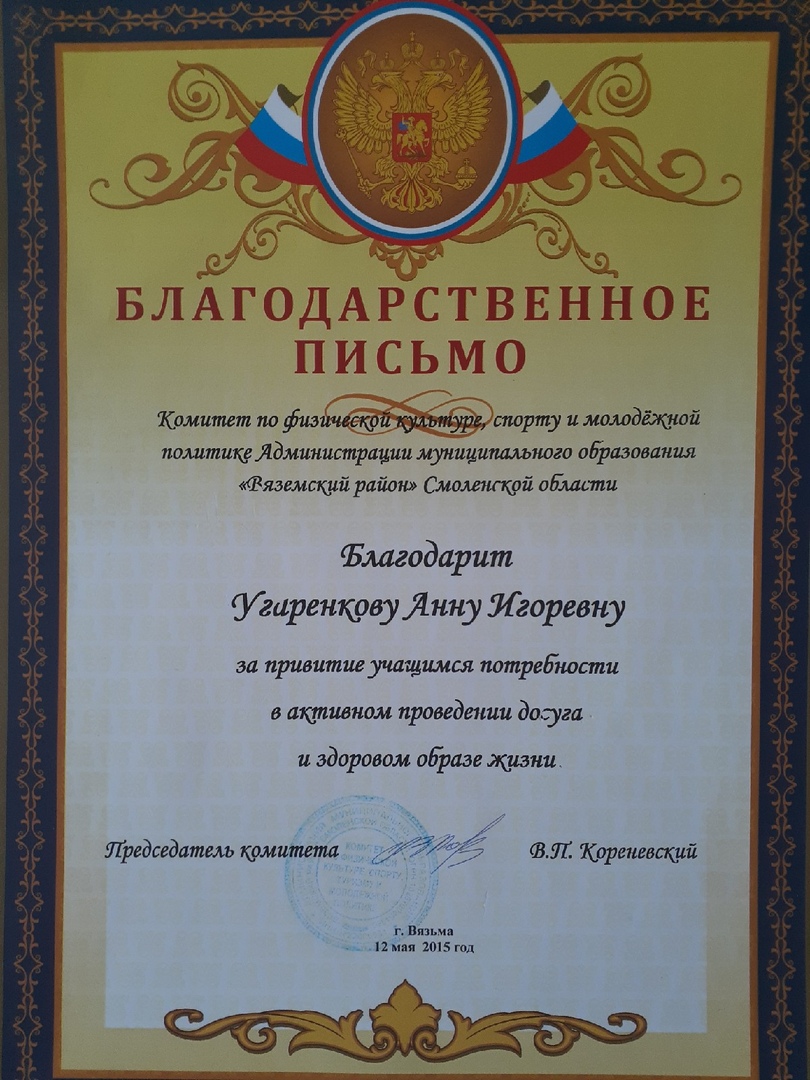 БЛАГОДАРСТВЕННОЕ
ПИСЬМО
Комитет по физической культуре, спорту и молодёжной
политике Администрации муниципального образования
«Вяземский район» Смоленской области
Благодарит
Угаренкову Анну Игоревну
за привитие учащимся потребности
в активном проведении досуга
и здоровом образе жизни.
Председатель комитета В.П. Кореневский
г. Вязьма
12 мая 2015 год